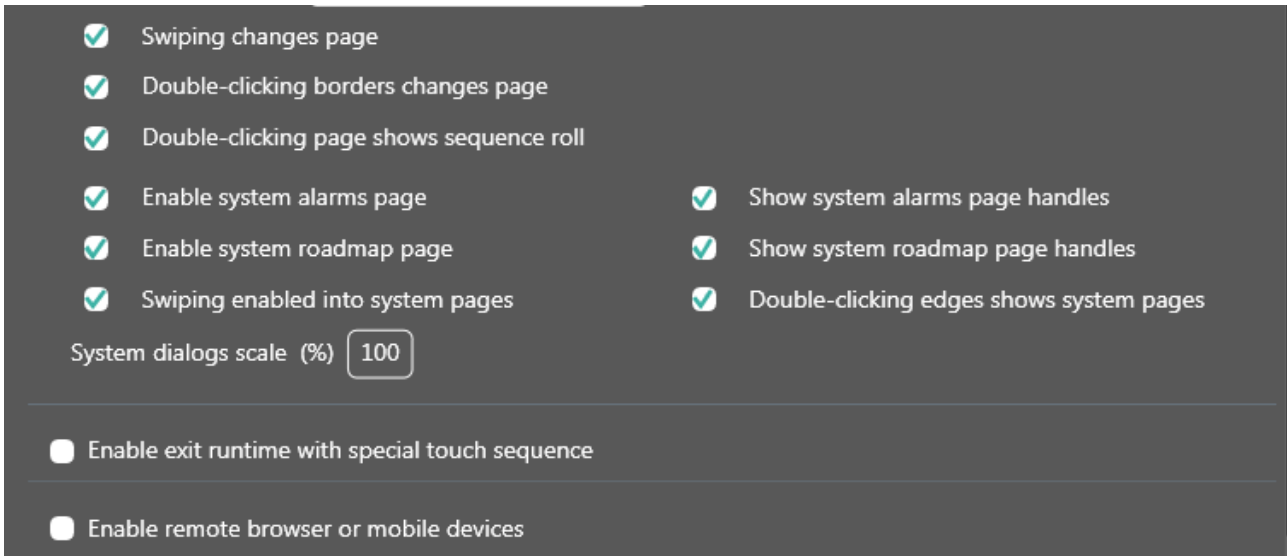 Swiping changes page
Double-clicking borders changes page
Double-clicking page shows sequence roll
Enable system alarms page
Show system alarms page handles
Enable system roadmap page
Show system roadmap page handles
Swiping enabled into system pages
Double-clicking edges shows system pages
System dialogs scale (%) 100
Enable exit runtime with special touch sequence
Enable remote browser or mobile devices